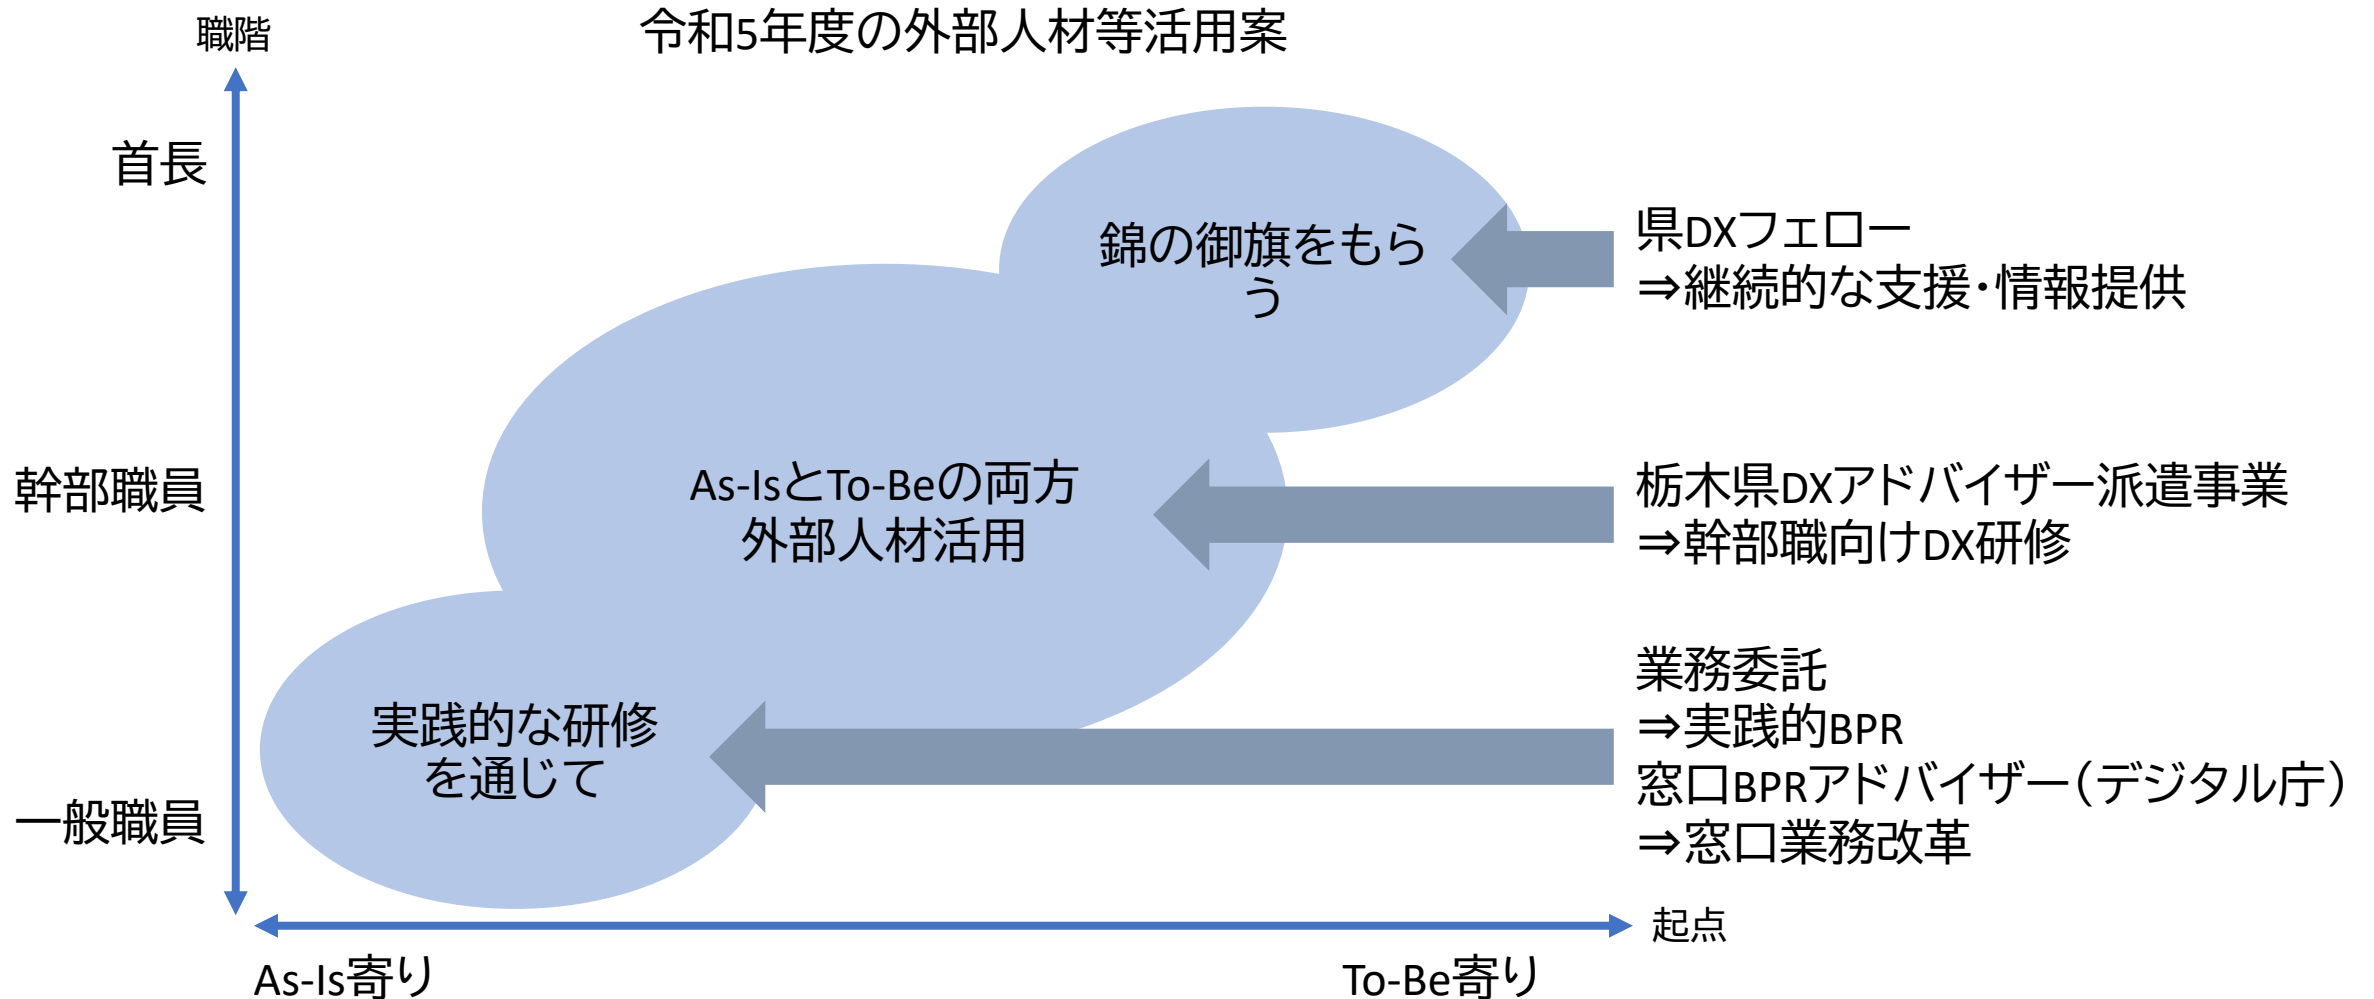 令和5年度の外部人材等活用案
職階
首長
幹部職員
一般職員
錦の御旗をもら
う
As-IsとTo-Beの両方
外部人材活用
実践的な研修
を通じて
県DXフェロー
⇒継続的な支援・情報提供
栃木県DXアドバイザー派遣事業
⇒幹部職向けDX研修
業務委託
⇒実践的BPR
窓口BPRアドバイザー（デジタル庁）
⇒窓口業務改革
起点
As-Is寄り
To-Be寄り